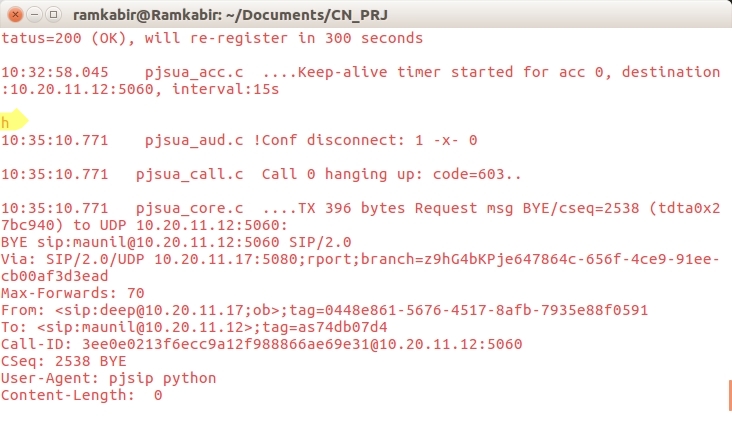 ramkabir@Ramkabir: ~/Documents/CN_PRJ
tatus=200 (OK), will re-register in 300 seconds
10:32:58.045    pjsua_acc.c  ....Keep-alive timer started for acc 0, destination
:10.20.11.12:5060, interval:15s
h
10:35:10.771    pjsua_aud.c !Conf disconnect: 1 -x- 0
10:35:10.771   pjsua_call.c  Call 0 hanging up: code=603..
10:35:10.771   pjsua_core.c  ....TX 396 bytes Request msg BYE/cseq=2538 (tdta0x2
7bc940) to UDP 10.20.11.12:5060:
BYE sip:maunil@10.20.11.12:5060 SIP/2.0
Via: SIP/2.0/UDP 10.20.11.17:5080;rport;branch=z9hG4bKPje647864c-656f-4ce9-91ee-
cb00af3d3ead
Max-Forwards: 70
From: <sip:deep@10.20.11.17;ob>;tag=0448e861-5676-4517-8afb-7935e88f0591
To: <sip:maunil@10.20.11.12>;tag=as74db07d4
Call-ID: 3ee0e0213f6ecc9a12f988866ae69e31@10.20.11.12:5060
CSeq: 2538 BYE
User-Agent: pjsip python
Content-Length:  0